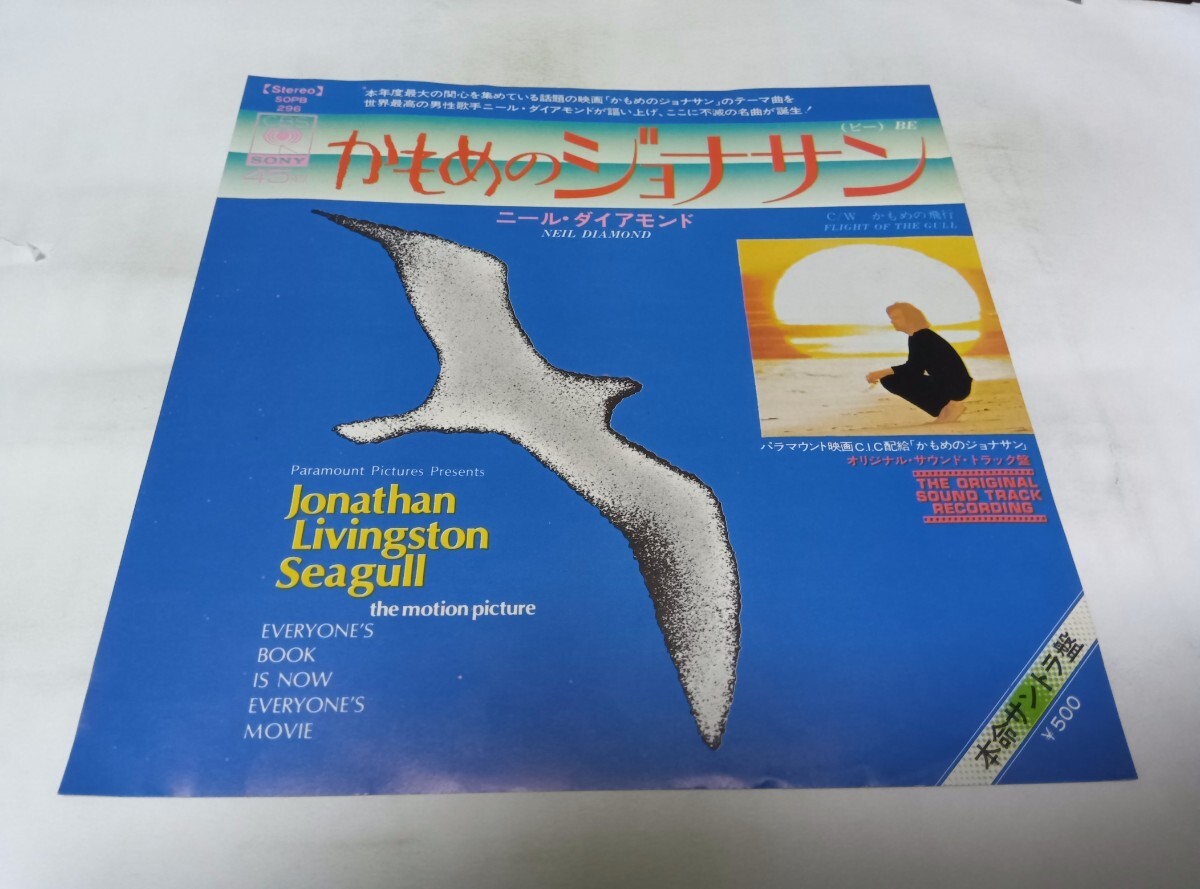 【Stereo】
SOPB
296
本年度最大の関心を集めている話題の映画「かもめのジョナサン」のテーマ曲を
世界最高の男性歌手ニール・ダイアモンドが謳い上げ、ここに不滅の名曲が誕生!
CBS
SONY
45
(ビー) BE
かもめのジョナサン
ニール・ダイアモンド
NEIL DIAMOND
C/W かもめの飛行
FLIGHT OF THE GULL
パラマウント映画C.I.C配給「かもめのジョナサン」
オリジナル・サウンド・トラック盤
THE ORIGINAL
SOUND TRACK
RECORDING
Paramount Pictures Presents
Jonathan
Livingston
Seagull
the motion picture
EVERYONE'S
BOOK
IS NOW
EVERYONE'S
MOVIE
本命サントラ盤
¥500